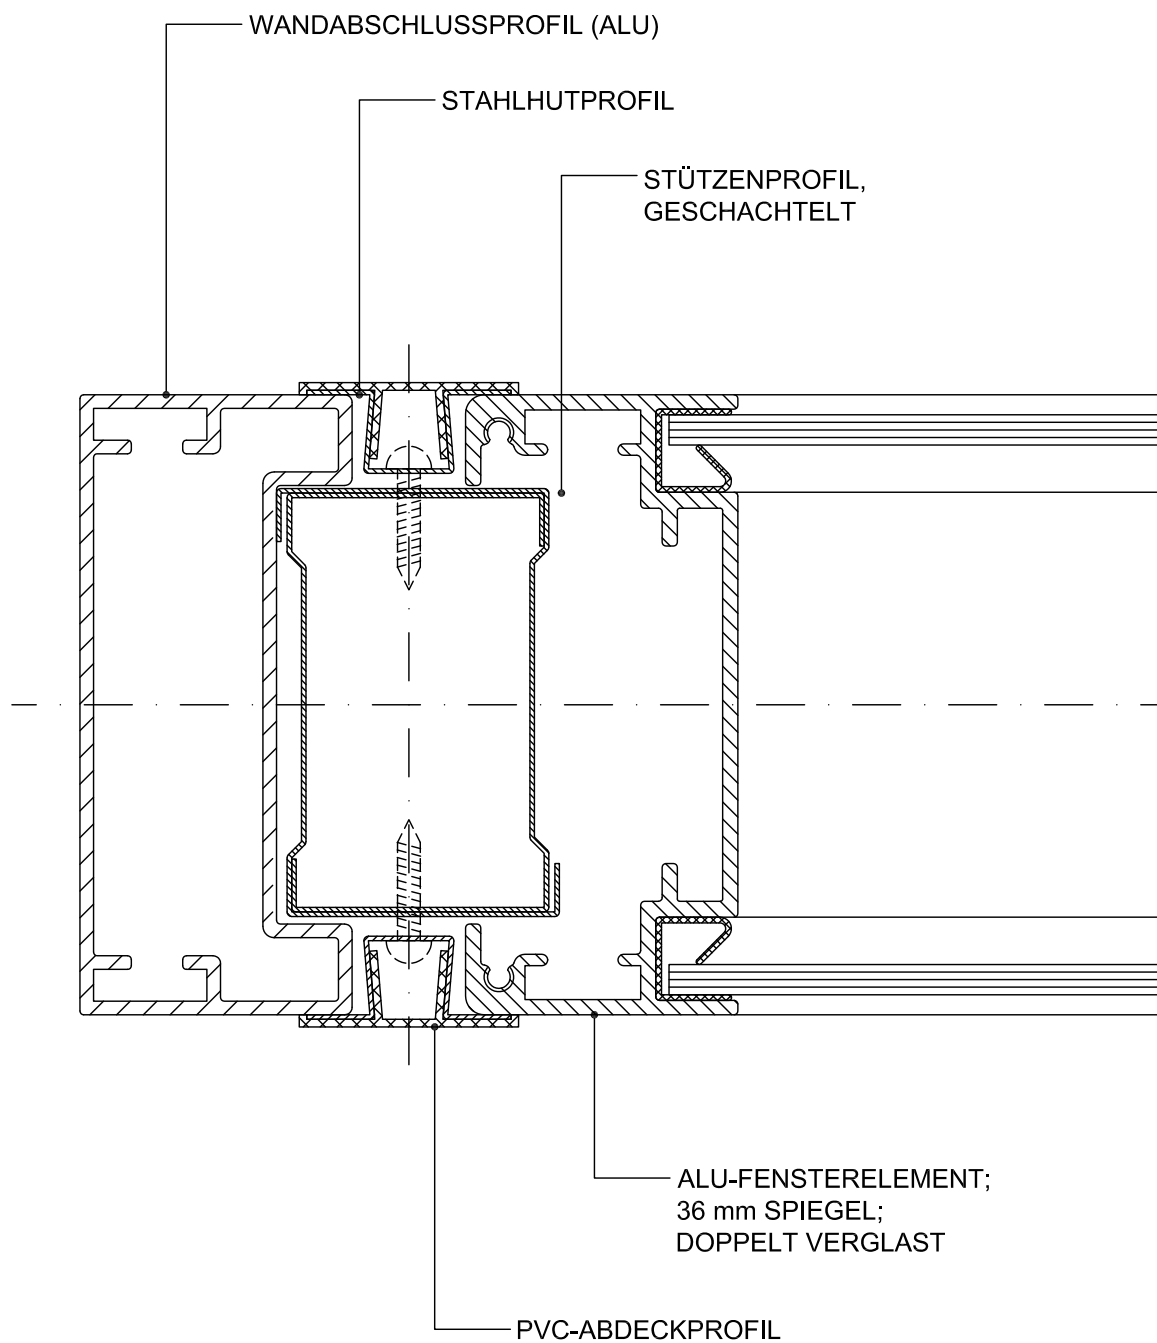 WANDABSCHLUSSPROFIL (ALU)
STAHLHUTPROFIL
STÜTZENPROFIL,
GESCHACHTELT
ALU-FENSTERELEMENT;
36 mm SPIEGEL;
DOPPELT VERGLAST
PVC-ABDECKPROFIL